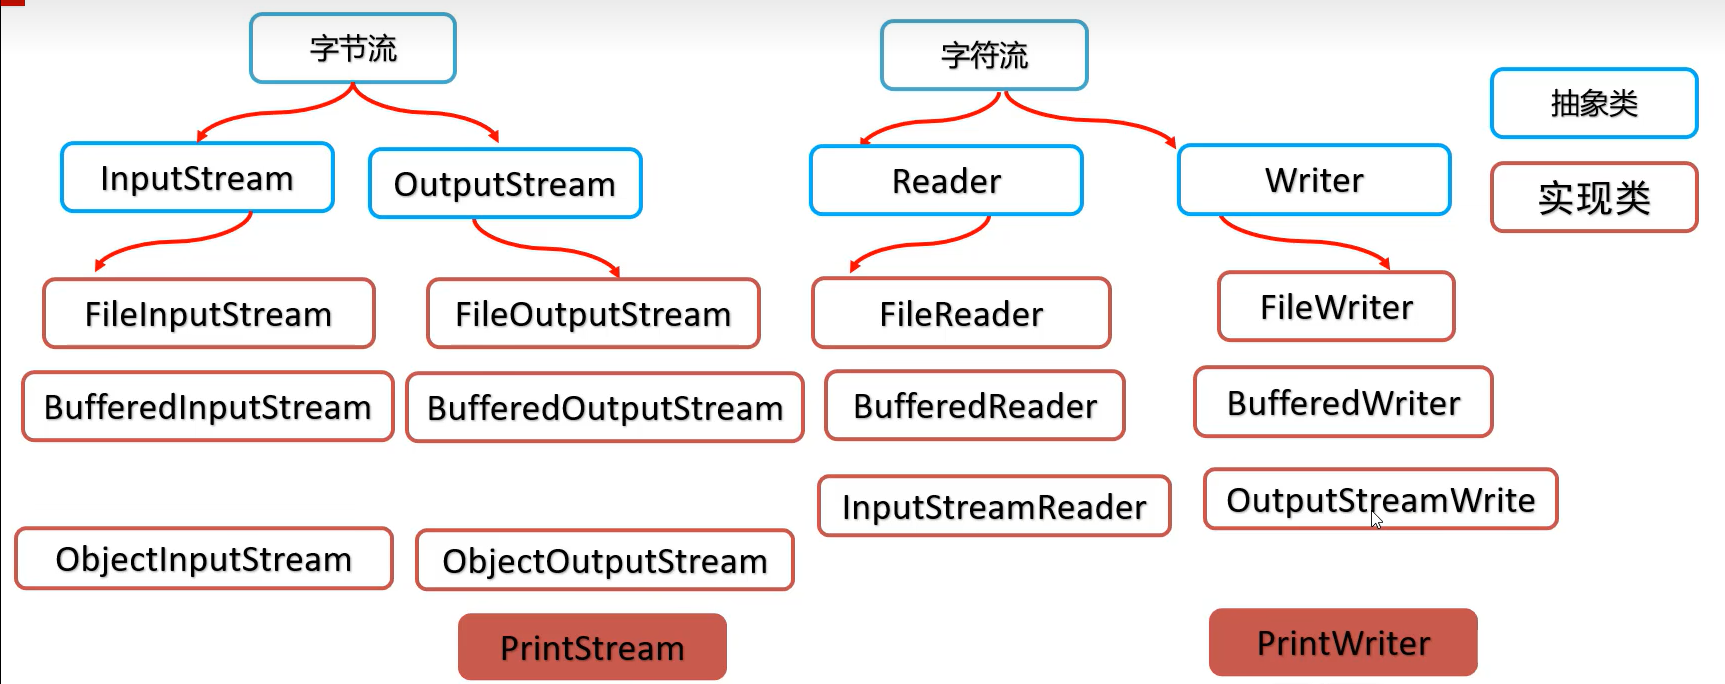 字节流
字符流
抽象类
InputStream
OutputStream
Reader
Writer
实现类
FileInputStream
FileOutputStream
FileReader
FileWriter
BufferedInputStream
BufferedOutputStream
BufferedReader
BufferedWriter
InputStreamReader
OutputStreamWrite
ObjectInputStream
ObjectOutputStream
PrintStream
PrintWriter